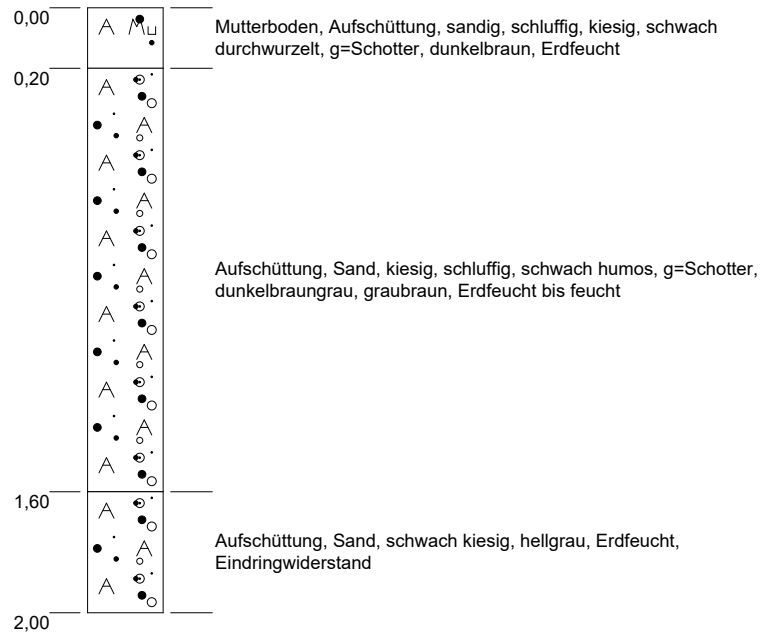 0,00
A Mu
Mutterboden, Aufschüttung, sandig, schluffig, kiesig, schwach
durchwurzelt, g=Schotter, dunkelbraun, Erdfeucht
0,20
A
A
A
A
A
Aufschüttung, Sand, kiesig, schluffig, schwach humos, g=Schotter,
dunkelbraungrau, graubraun, Erdfeucht bis feucht
A
A
A
A
A
A
1,60
A
Aufschüttung, Sand, schwach kiesig, hellgrau, Erdfeucht,
Eindringwiderstand
A
A
2,00